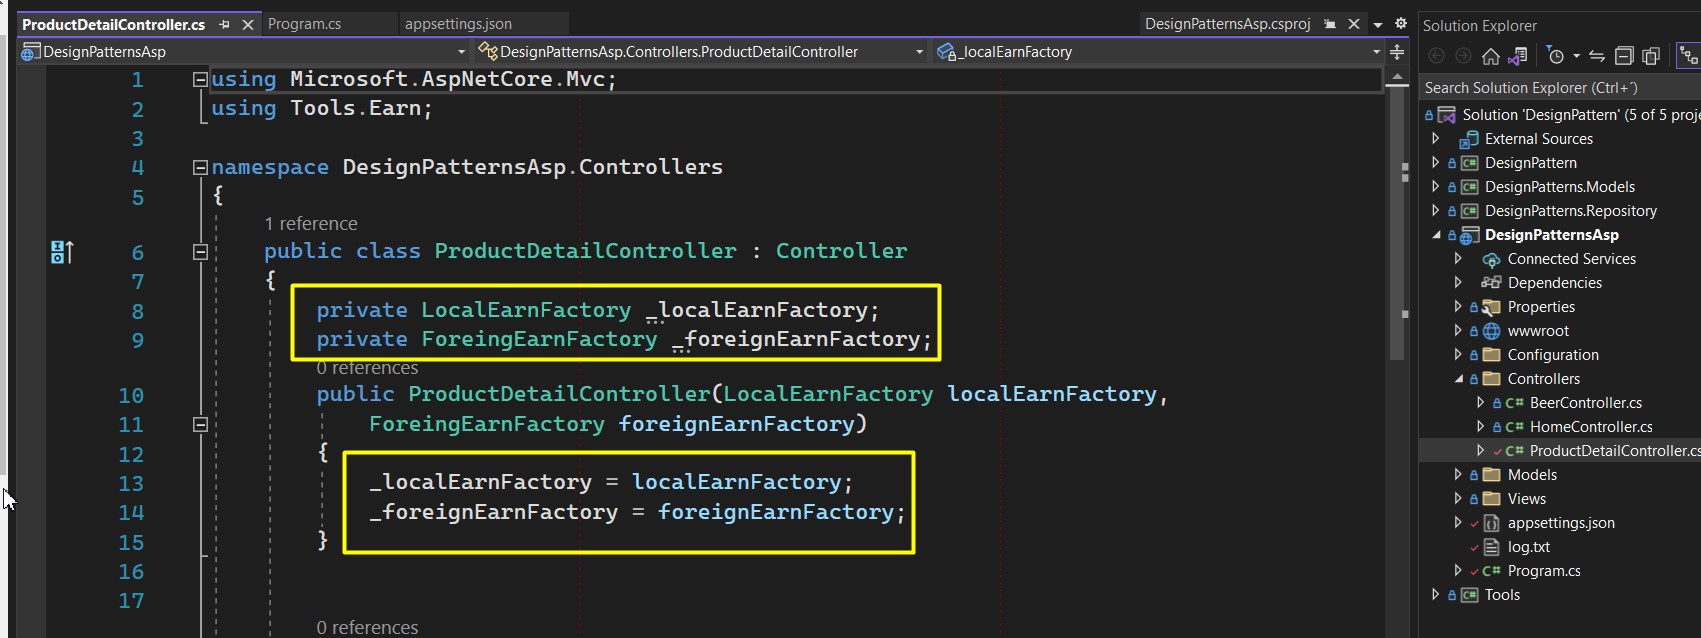 ProductDetailController.cs
Program.cs
appsettings.json
DesignPatternsAsp.csproj
DesignPatternsAsp
DesignPatternsAsp.Controllers.ProductDetailController
_localEarnFactory
1 using Microsoft.AspNetCore.Mvc;
2 using Tools.Earn;
3
4 namespace DesignPatternsAsp.Controllers
5 {
1 reference
6 public class ProductDetailController : Controller
7 {
8 private LocalEarnFactory _localEarnFactory;
9 private ForeingEarnFactory _foreignEarnFactory;
0 references
10 public ProductDetailController(LocalEarnFactory localEarnFactory,
11 ForeingEarnFactory foreignEarnFactory)
12 {
13 _localEarnFactory = localEarnFactory;
14 _foreignEarnFactory = foreignEarnFactory;
15 }
16
17
0 references
Solution Explorer
Search Solution Explorer (Ctrl+´)
Solution 'DesignPattern' (5 of 5 proje
External Sources
C# DesignPattern
C# DesignPatterns.Models
C# DesignPatterns.Repository
DesignPatternsAsp
Connected Services
Dependencies
Properties
wwwroot
Configuration
Controllers
C# BeerController.cs
C# HomeController.cs
C# ProductDetailController.cs
Models
Views
appsettings.json
log.txt
C# Program.cs
C# Tools